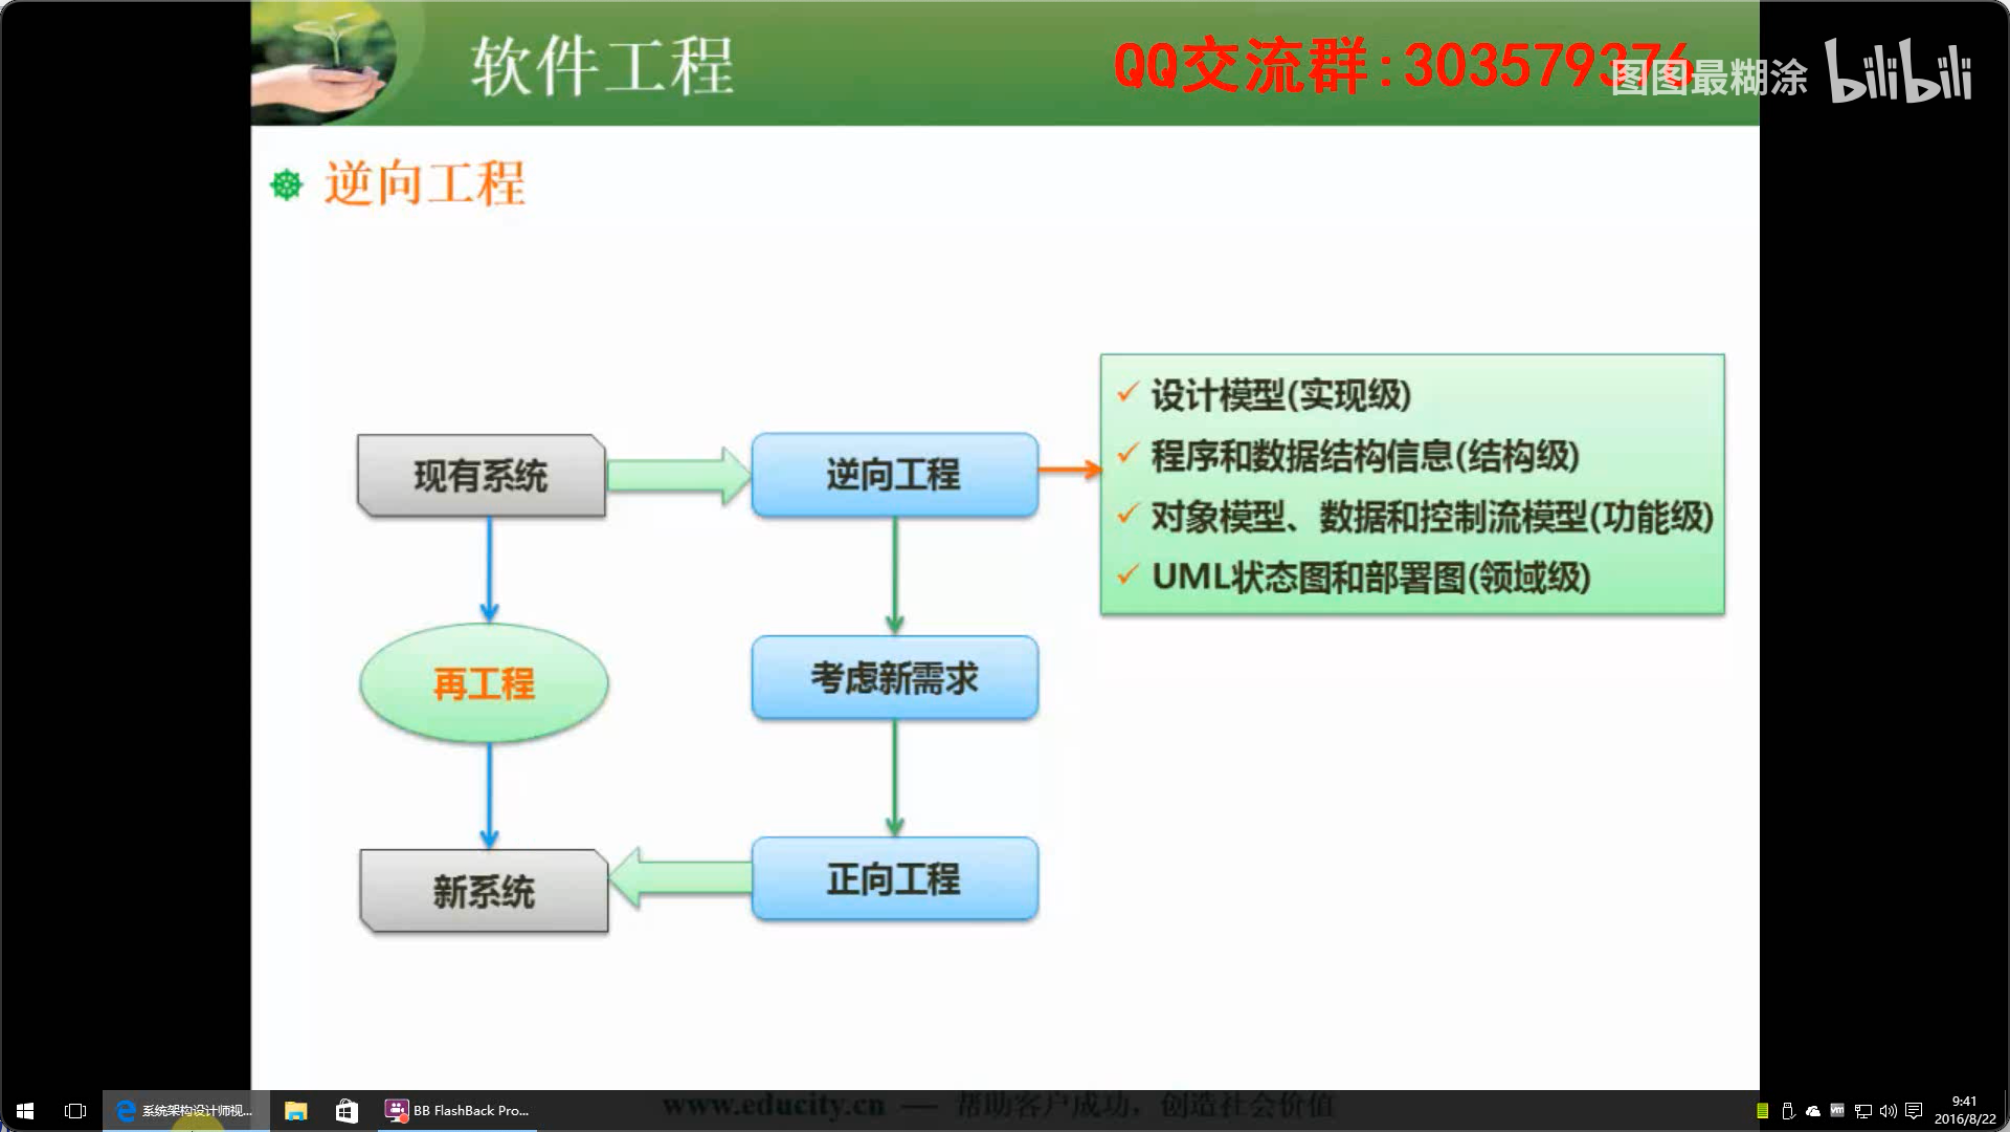 软件工程
QQ交流群:303579376
图图最糊涂 bilibili
逆向工程
设计模型(实现级)
程序和数据结构信息(结构级)
对象模型、数据和控制流模型(功能级)
UML状态图和部署图(领域级)
现有系统
逆向工程
再工程
考虑新需求
新系统
正向工程
www.educity.cn — 帮助客户成功，创造社会价值
系统架构设计师视...
BB FlashBack Pro...
9:41
2016/8/22